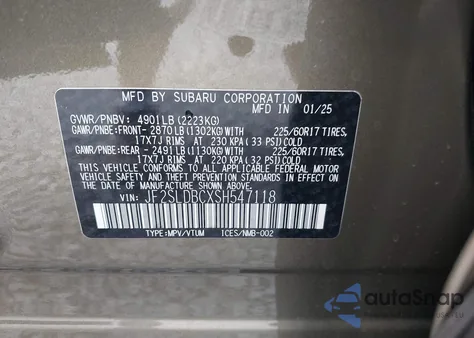 MFD. BY SUBARU CORPORATION 01/25
GVWR/PNBV: 4901LB (2223KG)
GAWR/PNBE:FRONT- 2870LB(1302KG)WITH 225/60R17 TIRES,
17X7J RIMS AT 230 KPA (33 PSI)COLD
GAWR/PNBE:REAR - 2491LB(1130KG)WITH 225/60R17 TIRES,
17X7J RIMS AT 220 KPA (32 PSI)COLD
THIS VEHICLE CONFORMS TO ALL APPLICABLE FEDERAL MOTOR
VEHICLE SAFETY AND THEFT PREVENTION STANDARDS IN
EFFECT ON THE DATE OF MANUFACTURE SHOWN ABOVE.
VIN: JF2SLDBCXSH547118
TYPE:MPV/VTUM ICES/NMB-002
autoSnap